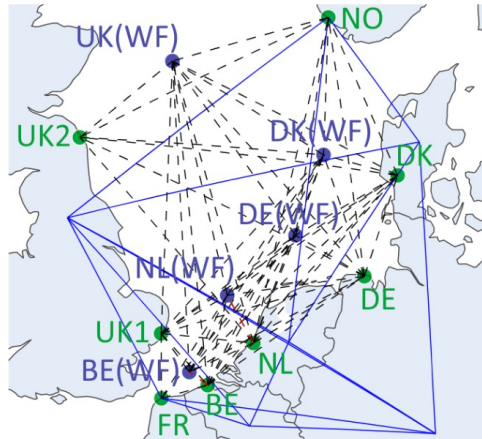 NO
UK(WF)
UK2
DK(WF)
DK
DE(WF)
NL(WF)
DE
UK1
NL
BE(WF)
BE
FR